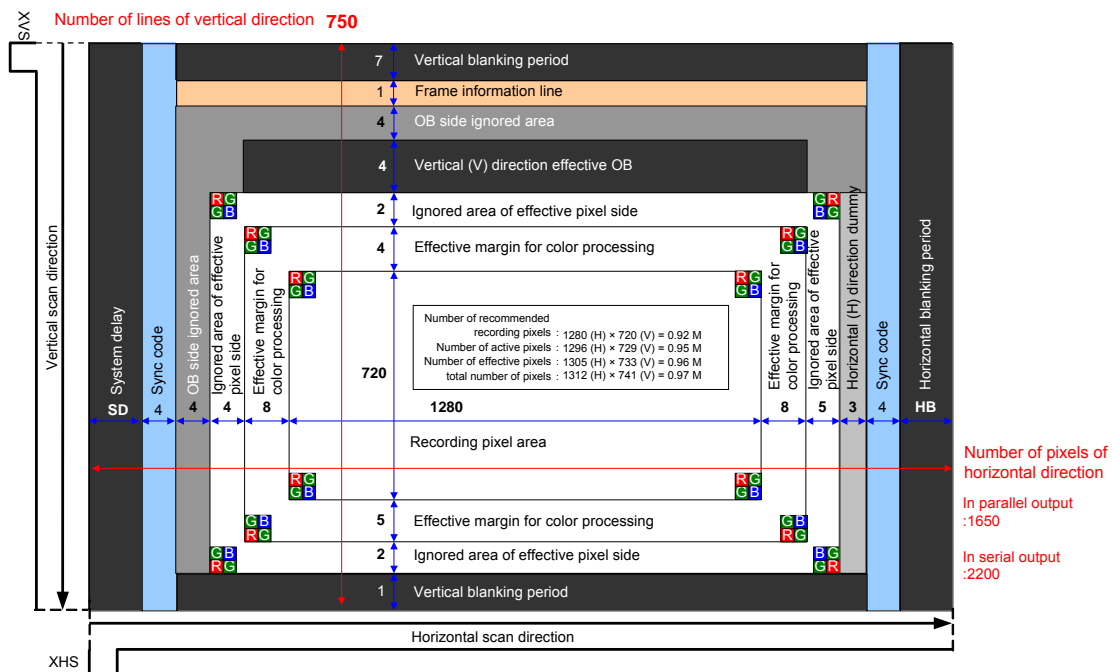 XVS
Number of lines of vertical direction 750
7 Vertical blanking period
1 Frame information line
4 OB side ignored area
4 Vertical (V) direction effective OB
R G
G B
G R
B G
2 Ignored area of effective pixel side
R G
G B
R G
G B
4 Effective margin for color processing
R G
G B
R G
G B
Vertical scan direction
System delay
SD
Sync code
4
OB side ignored area
4
Ignored area of effective
pixel side
4
Effective margin for
color processing
8
Number of recommended
recording pixels : 1280 (H) × 720 (V) = 0.92 M
Number of active pixels : 1296 (H) × 729 (V) = 0.95 M
Number of effective pixels : 1305 (H) × 733 (V) = 0.96 M
total number of pixels : 1312 (H) × 741 (V) = 0.97 M
720
1280
Recording pixel area
Effective margin for
color processing
8
Ignored area of effective
pixel side
5
Horizontal (H) direction dummy
3
Sync code
4
Horizontal blanking period
HB
Number of pixels of
horizontal direction
In parallel output
:1650
In serial output
:2200
R G
G B
R G
G B
5 Effective margin for color processing
G B
R G
G B
R G
2 Ignored area of effective pixel side
G B
R G
B G
G R
1 Vertical blanking period
Horizontal scan direction
XHS